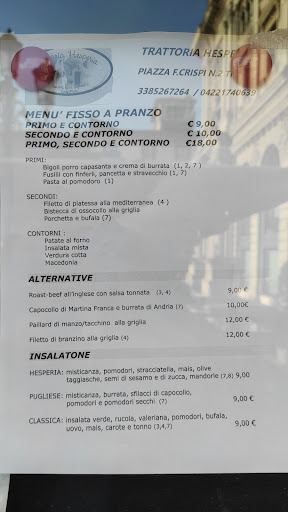 TRATTORIA HESPE
PIAZZA F.CRISPI N.2 T
3385267264 / 04221740639
MENU' FISSO A PRANZO
PRIMO E CONTORNO € 9,00
SECONDO E CONTORNO € 10,00
PRIMO, SECONDO E CONTORNO €18,00
PRIMI:
Bigoli porro capasanta e crema di burrata (1, 2, 7 )
Fusilli con finferli, pancetta e stravecchio (1, 7)
Pasta al pomodoro (1)
SECONDI:
Filetto di platessa alla mediterranea (4 )
Bistecca di ossocollo alla griglia
Porchetta e bufala (7)
CONTORNI :
Patate al forno
Insalata mista
Verdura cotta
Macedonia
ALTERNATIVE
Roast-beef all'inglese con salsa tonnata (3, 4) 9,00 €
Capocollo di Martina Franca e burrata di Andria (7) 10,00€
Paillard di manzo/tacchino alla griglia 12,00 €
Filetto di branzino alla griglia (4) 12,00 €
INSALATONE
HESPERIA: misticanza, pomodori, stracciatella, mais, olive
taggiasche, semi di sesamo e di zucca, mandorle (7,8) 9,00
PUGLIESE: misticanza, burrata, sfilacci di capocollo,
pomodori e pomodori secchi (7) 9,00 €
CLASSICA: insalata verde, rucola, valeriana, pomodori, bufala,
uovo, mais, carote e tonno (3,4,7) 9,00 €